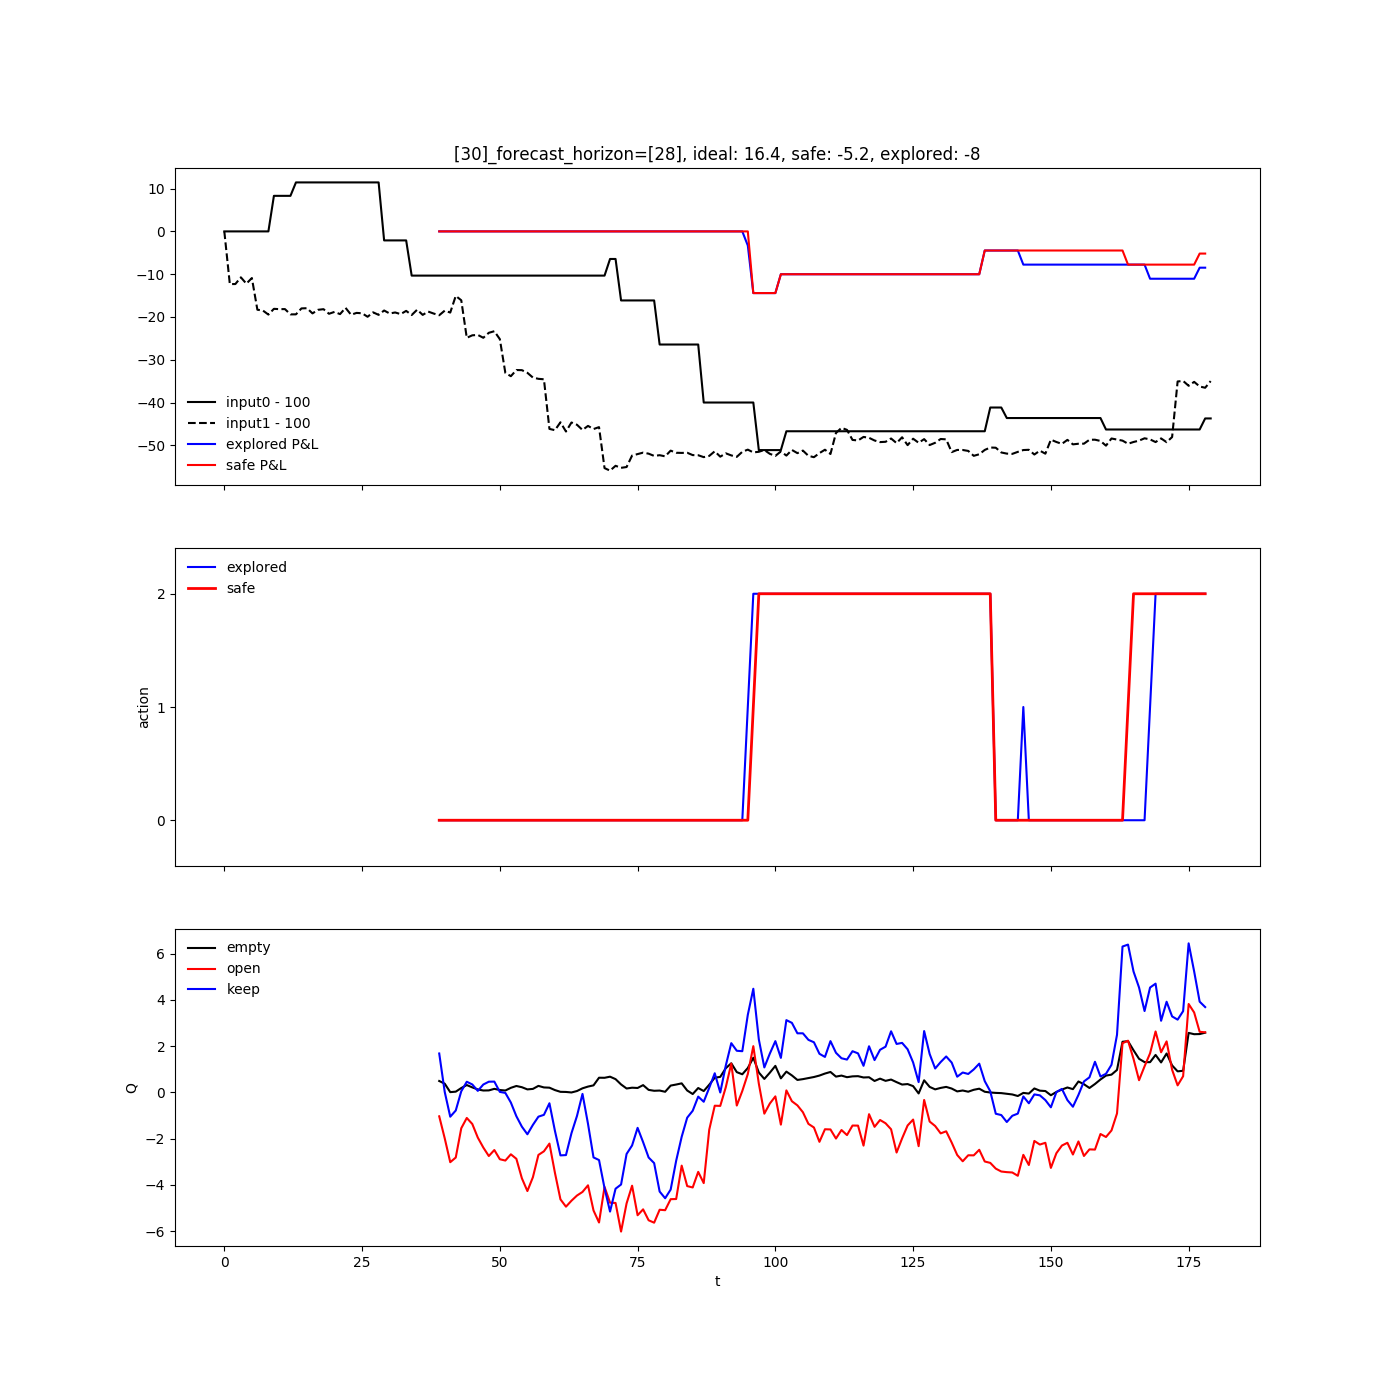 [30]_forecast_horizon=[28], ideal: 16.4, safe: -5.2, explored: -8
10
0
−10
−20
−30
−40
−50
input0 - 100
input1 - 100
explored P&L
safe P&L
explored
safe
2
1
0
action
empty
open
keep
6
4
2
0
−2
−4
−6
Q
0 25 50 75 100 125 150 175
t